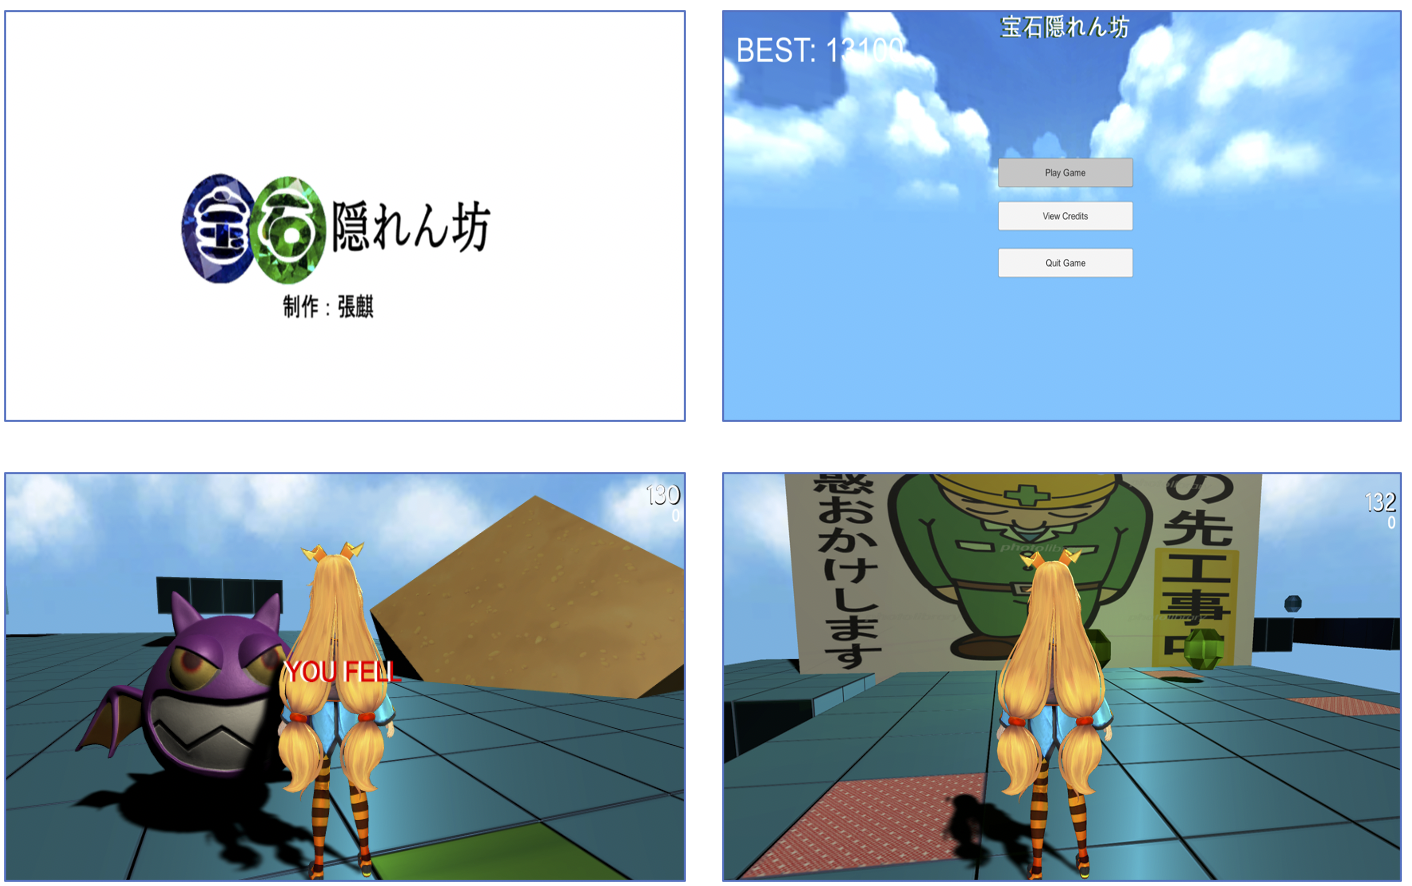 宝石隠れん坊
制作：張麒
宝石隠れん坊
BEST: 13100
Play Game
View Credits
Quit Game
130
0
YOU FELL
132
0
惑おかけします
の先
工事中
photolib